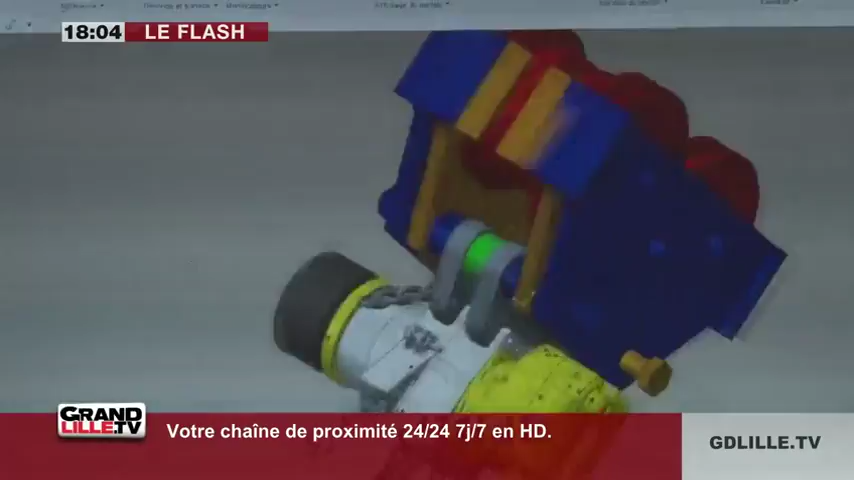 18:04 LE FLASH
GRAND
LILLE.TV
Votre chaîne de proximité 24/24 7j/7 en HD.
GDLILLE.TV